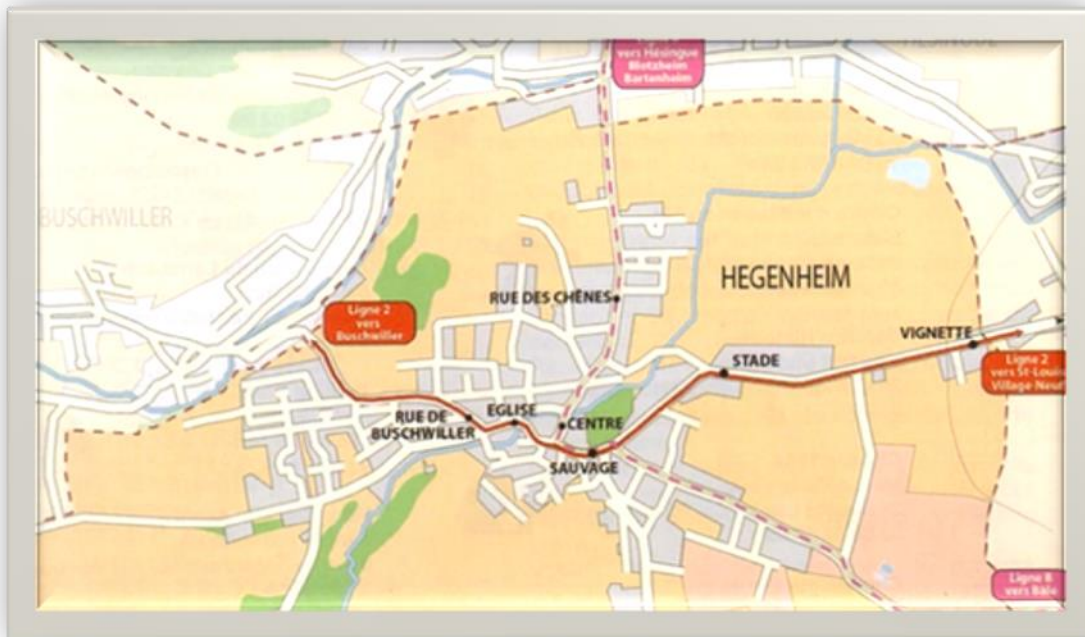 vers Hésingue
Blotzheim
Bartenheim
BUSCHWILLER
HEGENHEIM
RUE DES CHÊNES
Ligne 2
vers
Buschwiller
VIGNETTE
STADE
Ligne 2
vers St-Louis
Village Neuf
RUE DE
BUSCHWILLER
EGLISE
CENTRE
SAUVAGE
Ligne 8
vers Bâle